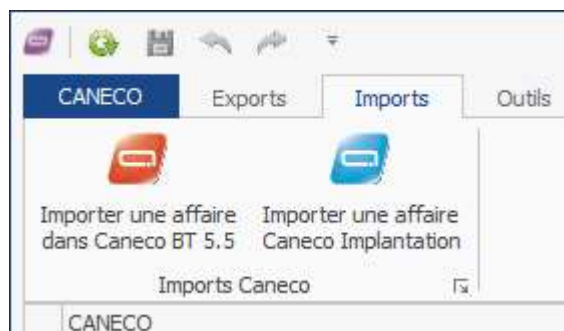 CANECO Exports Imports Outils
Importer une affaire Importer une affaire
dans Caneco BT 5.5 Caneco Implantation
Imports Caneco
CANECO